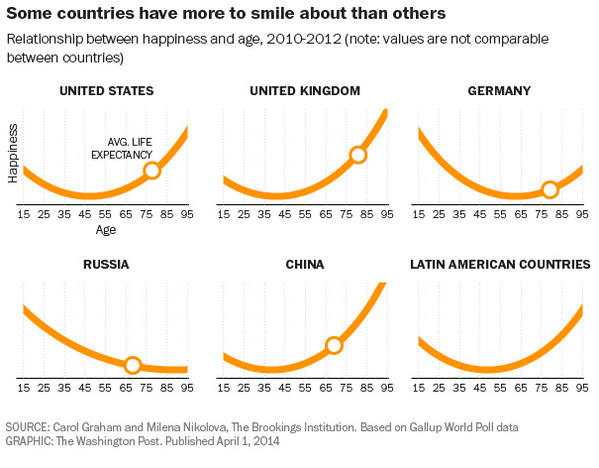 Some countries have more to smile about than others
Relationship between happiness and age, 2010-2012 (note: values are not comparable
between countries)
UNITED STATES
UNITED KINGDOM
GERMANY
Happiness
AVG. LIFE
EXPECTANCY
15 25 35 45 55 65 75 85 95
15 25 35 45 55 65 75 85 95
15 25 35 45 55 65 75 85 95
Age
RUSSIA
CHINA
LATIN AMERICAN COUNTRIES
15 25 35 45 55 65 75 85 95
15 25 35 45 55 65 75 85 95
15 25 35 45 55 65 75 85 95
SOURCE: Carol Graham and Milena Nikolova, The Brookings Institution. Based on Gallup World Poll data
GRAPHIC: The Washington Post. Published April 1, 2014